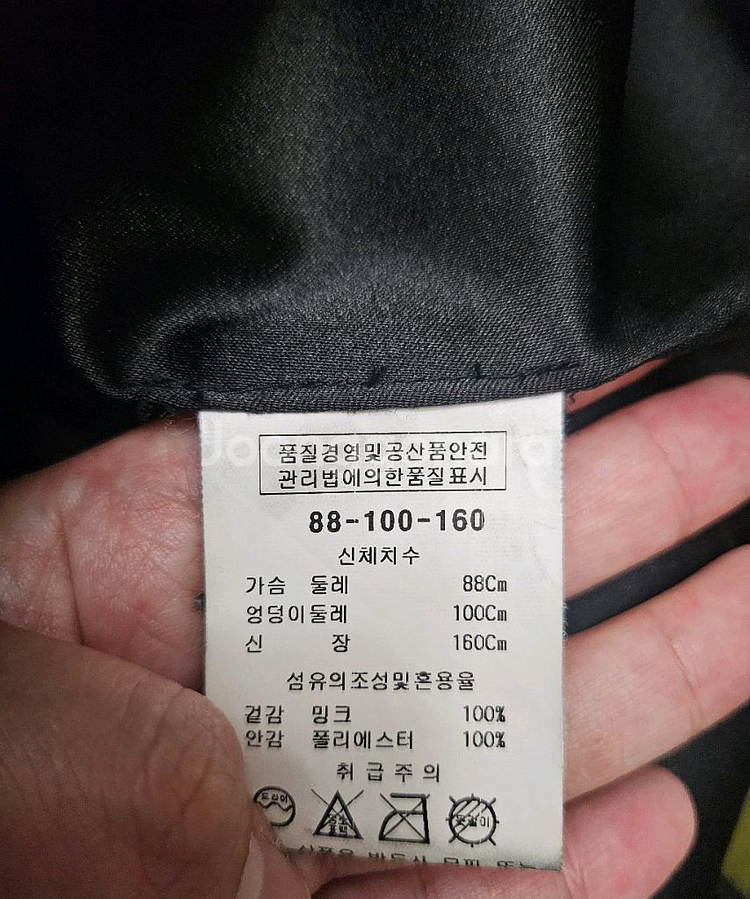 품질경영및공산품안전
관리법에의한품질표시
88-100-160
신체치수
가슴 둘레 88Cm
엉덩이둘레 100Cm
신 장 160Cm
섬유의조성및혼용율
겉감 밍크 100%
안감 폴리에스터 100%
취 급 주 의
드라이